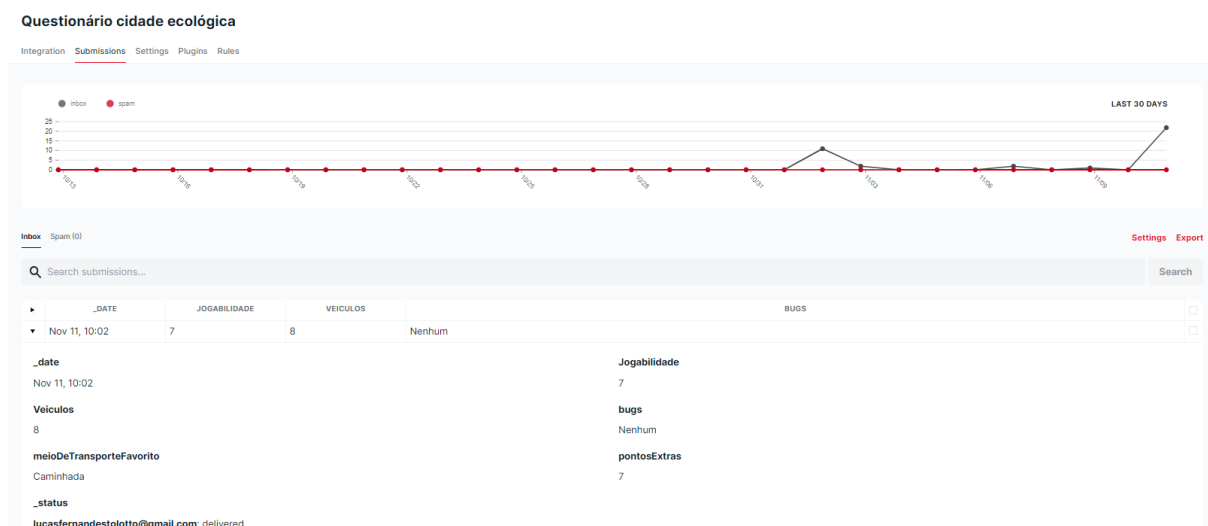 Questionário cidade ecológica
Integration Submissions Settings Plugins Rules
inbox spam LAST 30 DAYS
25
20
15
10
5
0
10/13 10/16 10/19 10/22 10/25 10/28 10/31 11/03 11/06 11/09
Inbox Spam (0) Settings Export
Search submissions... Search
_DATE JOGABILIDADE VEICULOS BUGS
Nov 11, 10:02 7 8 Nenhum
_date Jogabilidade
Nov 11, 10:02 7
Veiculos bugs
8 Nenhum
meioDeTransporteFavorito pontosExtras
Caminhada 7
_status
lucasfernandestolotto@gmail.com: delivered